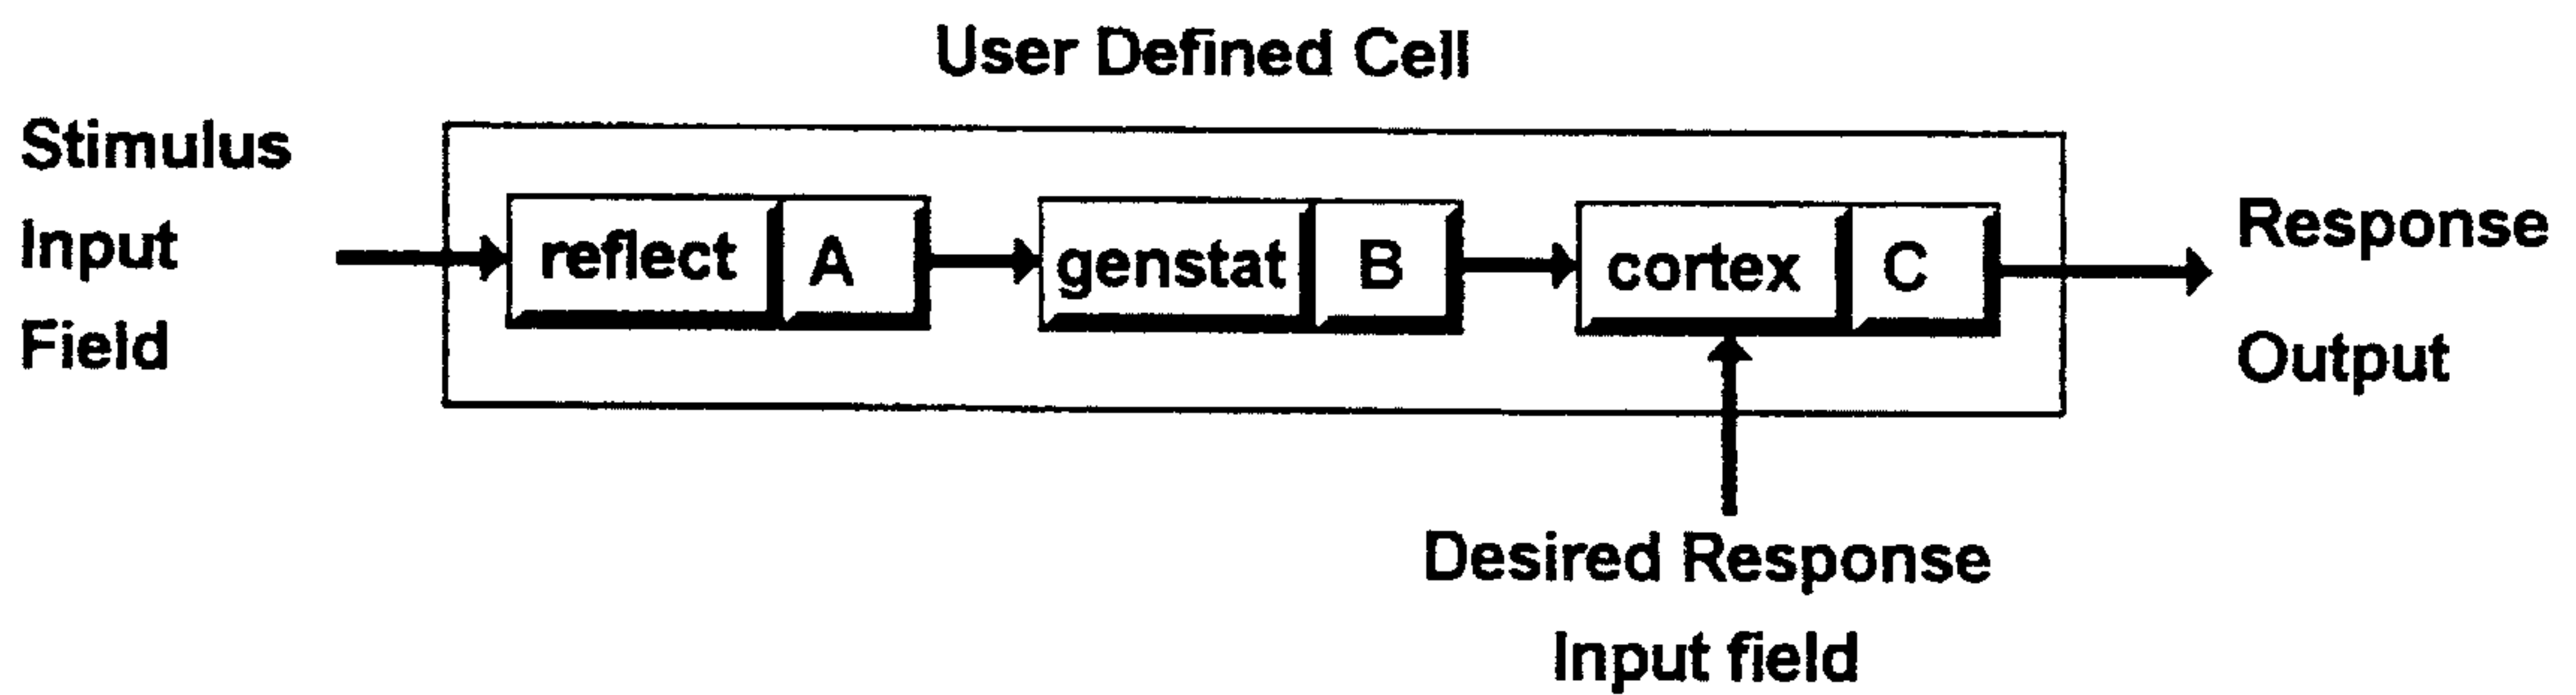 User Defined Cell
Stimulus
Input
Field
reflect A genstat B cortex C
Response
Output
Desired Response
Input field